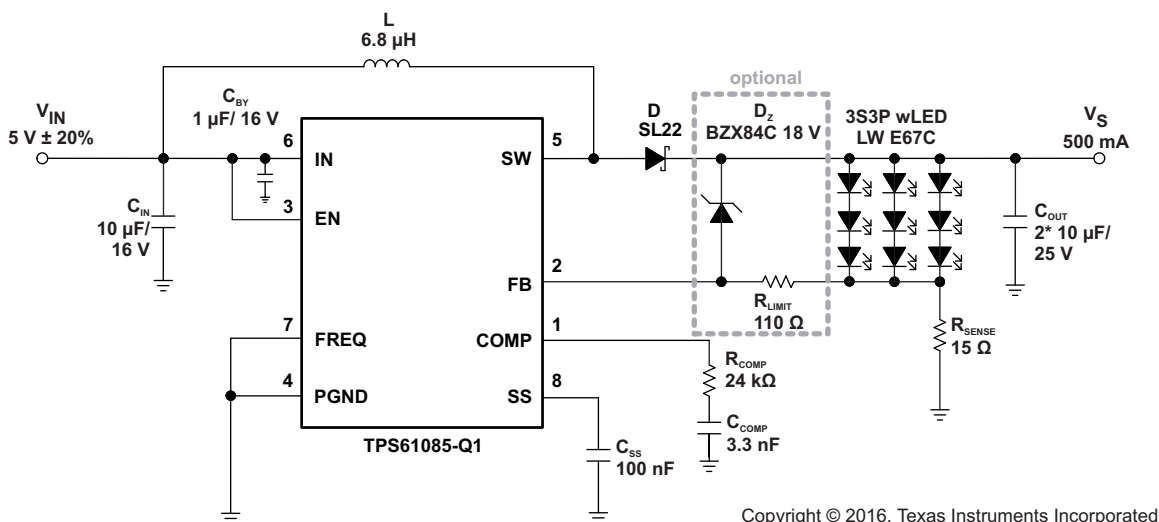 L
6.8 µH
optional
V_IN
5 V ± 20%
C_BY
1 µF/ 16 V
D
SL22
D_Z
BZX84C 18 V
3S3P wLED
LW E67C
V_S
500 mA
6
IN
SW
5
C_IN
10 µF/
16 V
3
EN
C_OUT
2* 10 µF/
25 V
FB
2
R_LIMIT
110 Ω
7
FREQ
COMP
1
R_SENSE
15 Ω
R_COMP
24 kΩ
4
PGND
SS
8
C_COMP
3.3 nF
TPS61085-Q1
C_SS
100 nF
Copyright © 2016, Texas Instruments Incorporated